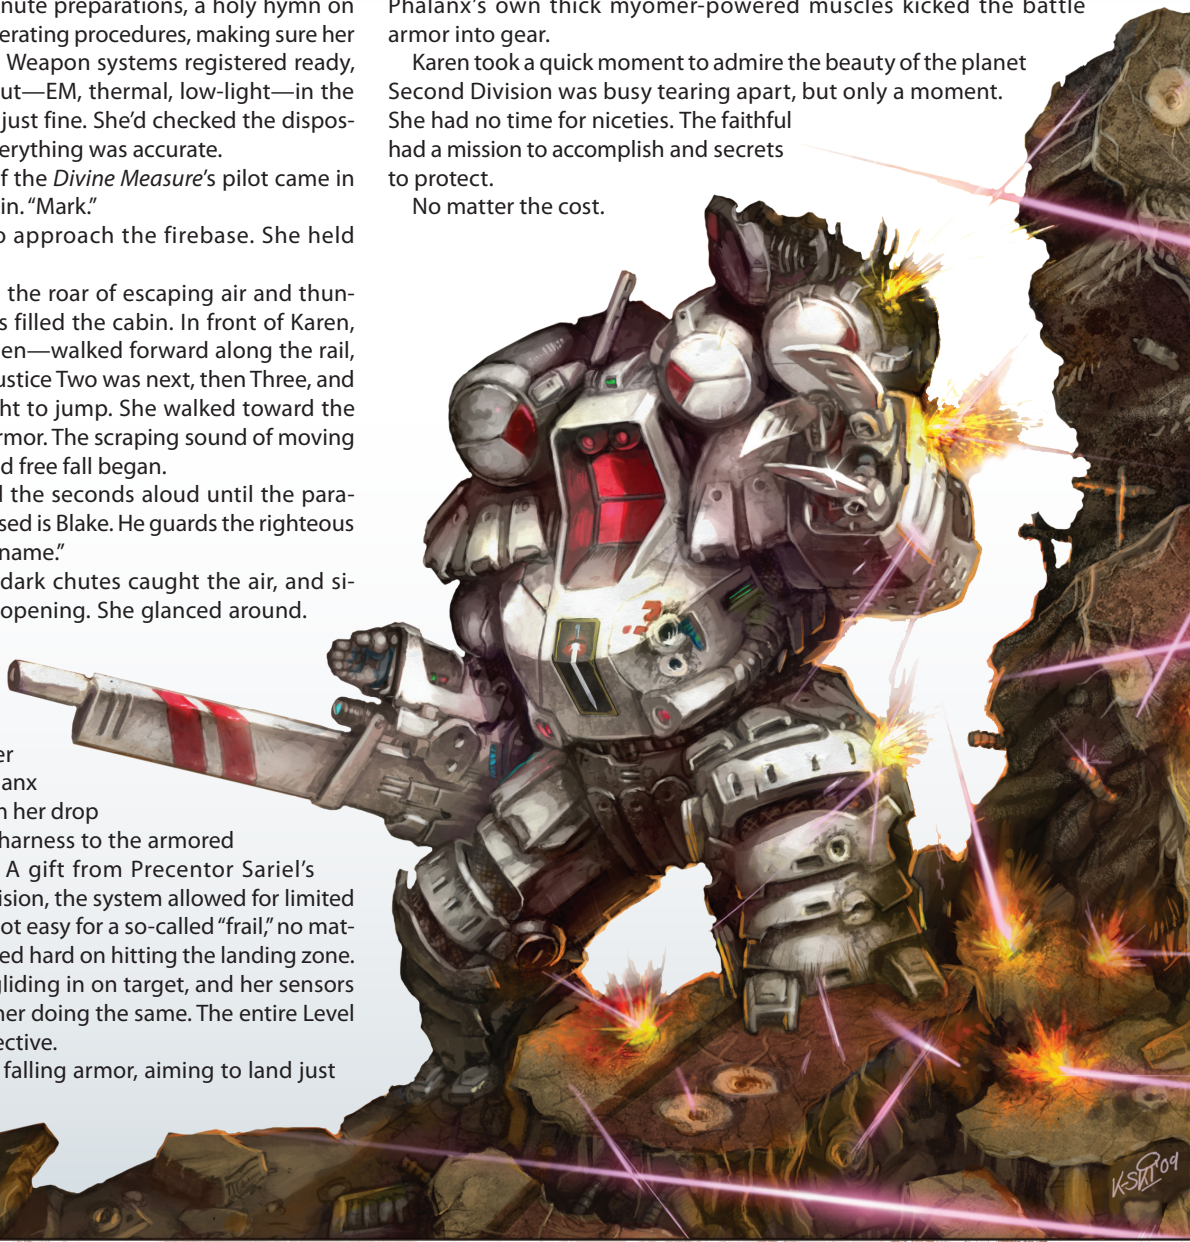 nute preparations, a holy hymn on
erating procedures, making sure her
Weapon systems registered ready,
ut—EM, thermal, low-light—in the
just fine. She’d checked the dispos-
erything was accurate.
f the Divine Measure’s pilot came in
in. “Mark.”
o approach the firebase. She held
the roar of escaping air and thun-
s filled the cabin. In front of Karen,
en—walked forward along the rail,
ustice Two was next, then Three, and
ht to jump. She walked toward the
rmor. The scraping sound of moving
d free fall began.
l the seconds aloud until the para-
sed is Blake. He guards the righteous
name.”
dark chutes caught the air, and si-
opening. She glanced around.
er
anx
n her drop
harness to the armored
A gift from Precentor Sariel’s
ision, the system allowed for limited
ot easy for a so-called “frail,” no mat-
ed hard on hitting the landing zone.
gliding in on target, and her sensors
her doing the same. The entire Level
ective.
falling armor, aiming to land just
Phalanx’s own thick myomer-powered muscles kicked the battle
armor into gear.
Karen took a quick moment to admire the beauty of the planet
Second Division was busy tearing apart, but only a moment.
She had no time for niceties. The faithful
had a mission to accomplish and secrets
to protect.
No matter the cost.
K-SKI '09